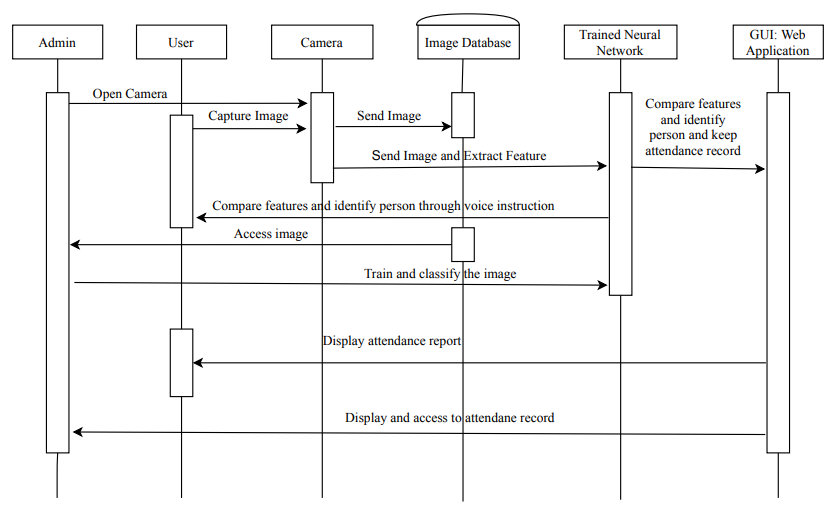 Admin
User
Camera
Image Database
Trained Neural
Network
GUI: Web
Application
Open Camera
Capture Image
Send Image
Compare features
and identify
person and keep
attendance record
Send Image and Extract Feature
Compare features and identify person through voice instruction
Access image
Train and classify the image
Display attendance report
Display and access to attendane record